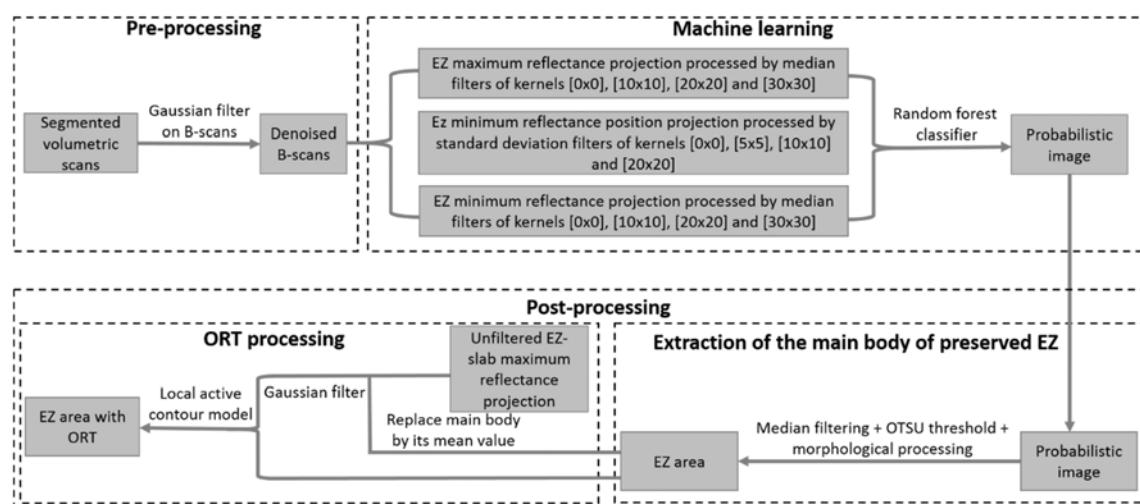 Pre-processing
Segmented
volumetric
scans
Gaussian filter
on B-scans
Denoised
B-scans
Machine learning
EZ maximum reflectance projection processed by median
filters of kernels [0x0], [10x10], [20x20] and [30x30]
Ez minimum reflectance position projection processed by
standard deviation filters of kernels [0x0], [5x5], [10x10]
and [20x20]
EZ minimum reflectance projection processed by median
filters of kernels [0x0], [10x10], [20x20] and [30x30]
Random forest
classifier
Probabilistic
image
Post-processing
ORT processing
Unfiltered EZ-
slab maximum
reflectance
projection
Gaussian filter
Local active
contour model
EZ area with
ORT
Replace main body
by its mean value
Extraction of the main body of preserved EZ
EZ area
Median filtering + OTSU threshold +
morphological processing
Probabilistic
image